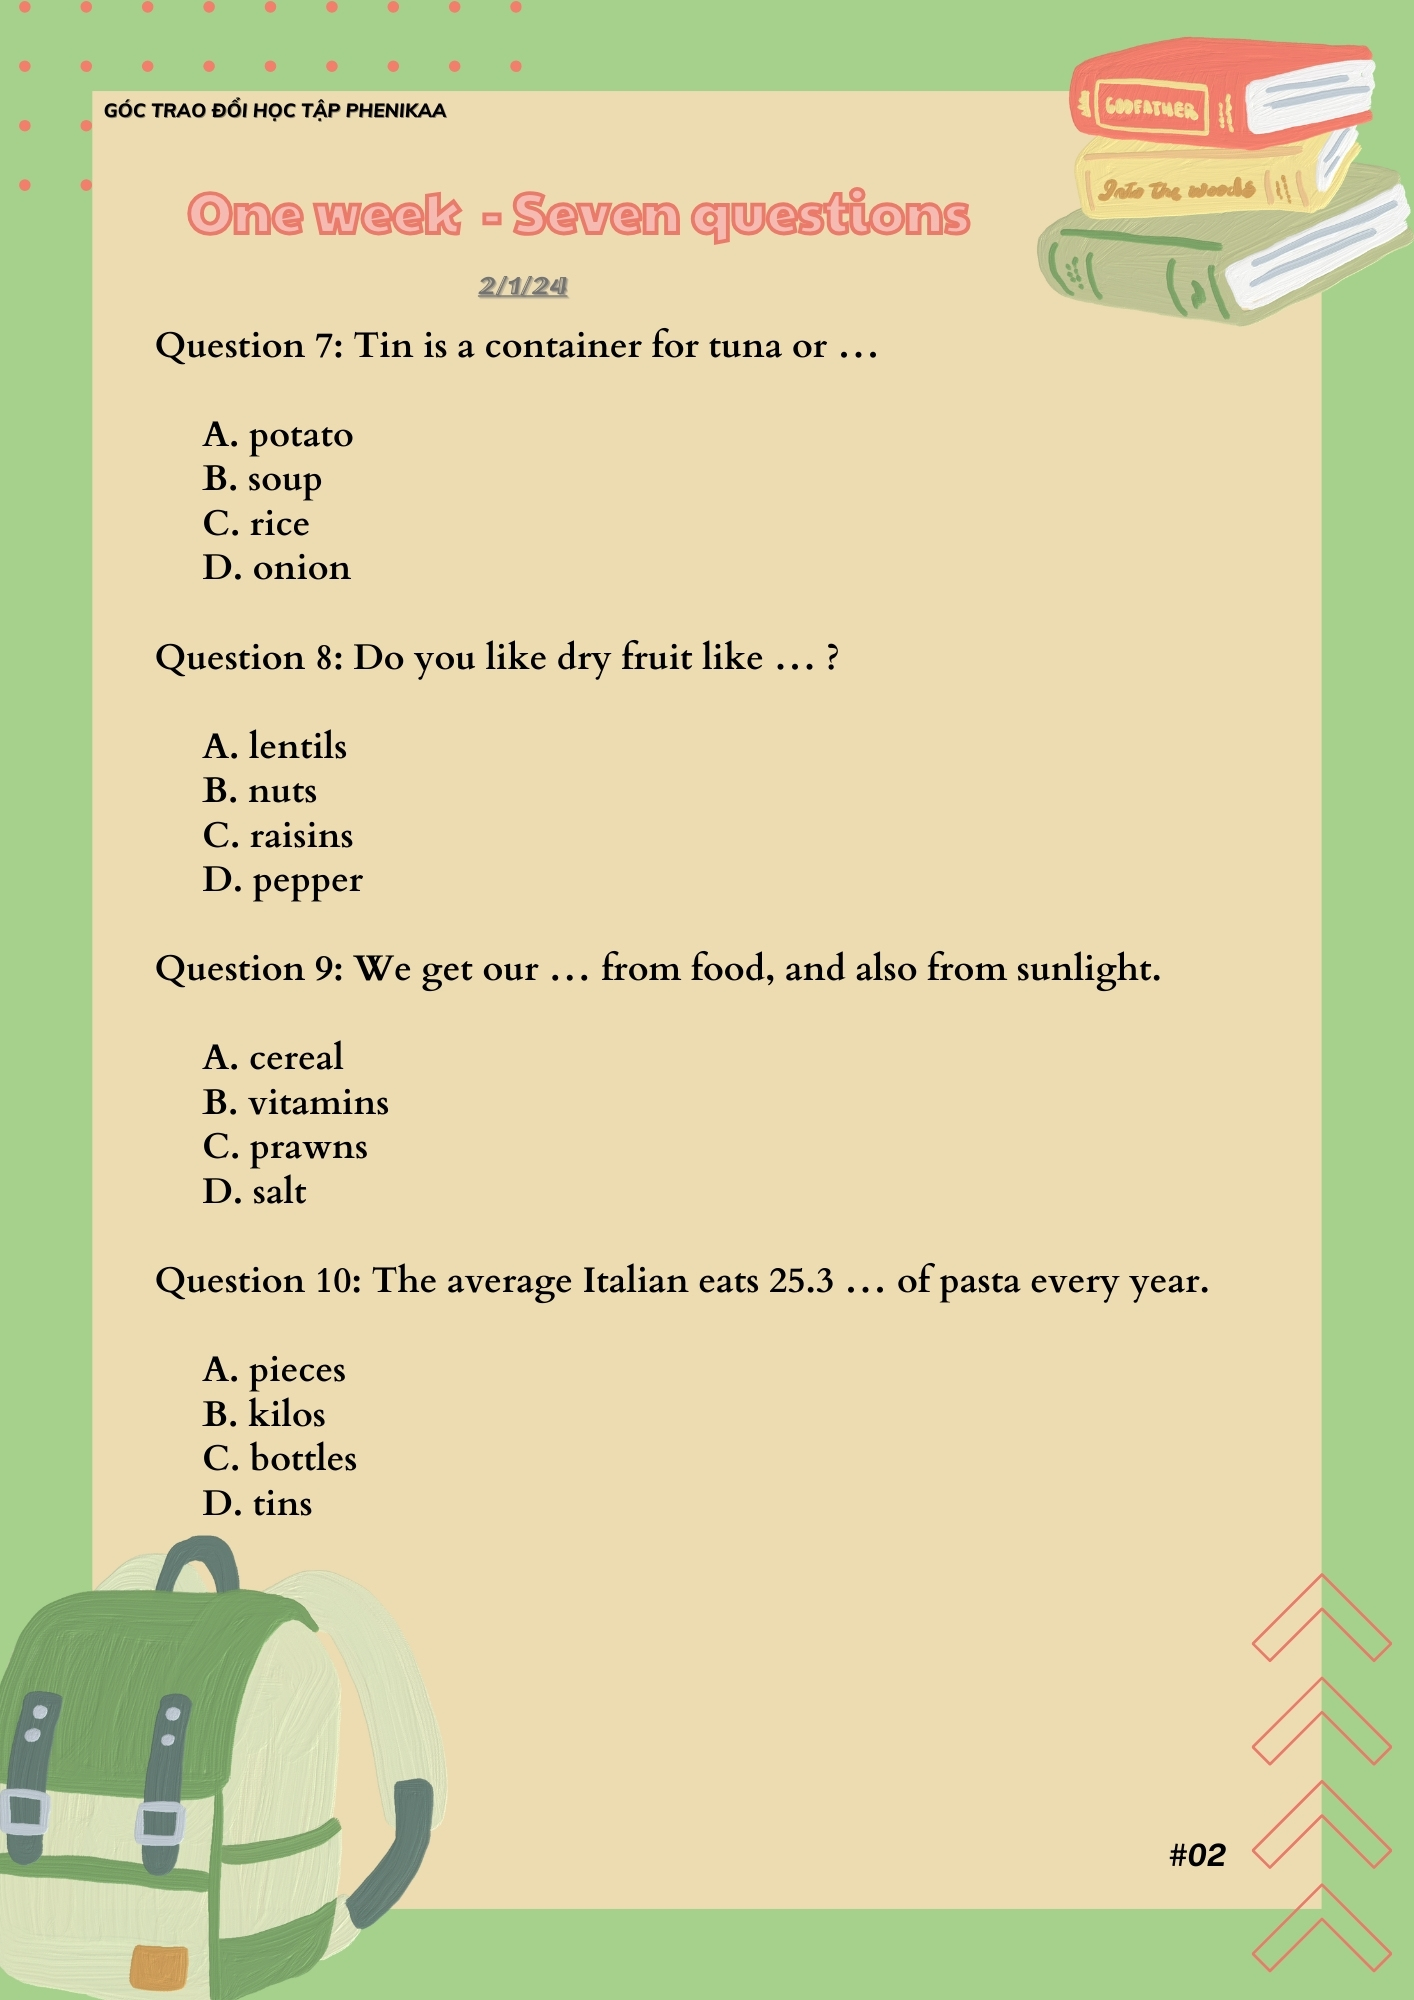 GÓC TRAO ĐỔI HỌC TẬP PHENIKAA
GODFATHER
Into the woods
One week - Seven questions
2/1/24
Question 7: Tin is a container for tuna or …
A. potato
B. soup
C. rice
D. onion
Question 8: Do you like dry fruit like … ?
A. lentils
B. nuts
C. raisins
D. pepper
Question 9: We get our … from food, and also from sunlight.
A. cereal
B. vitamins
C. prawns
D. salt
Question 10: The average Italian eats 25.3 … of pasta every year.
A. pieces
B. kilos
C. bottles
D. tins
#02